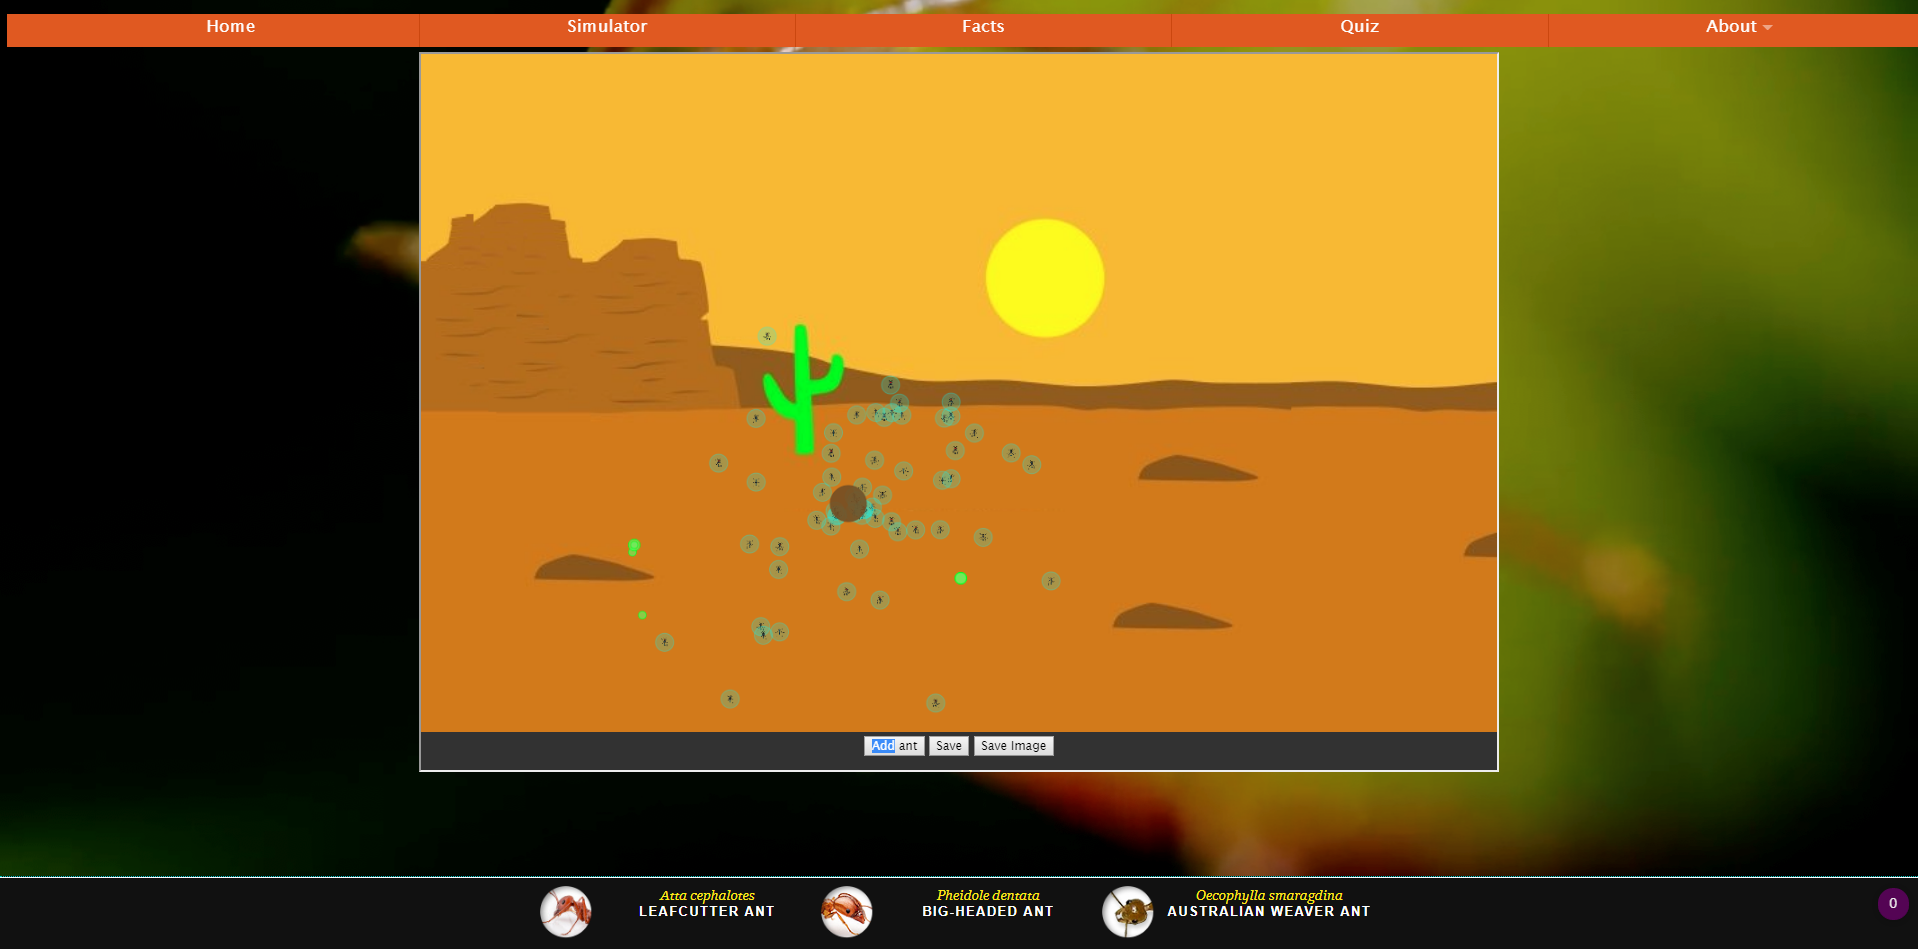 Home Simulator Facts Quiz About
Add ant Save Save Image
Atta cephalotes
LEAFCUTTER ANT
Pheidole dentata
BIG-HEADED ANT
Oecophylla smaragdina
AUSTRALIAN WEAVER ANT
0